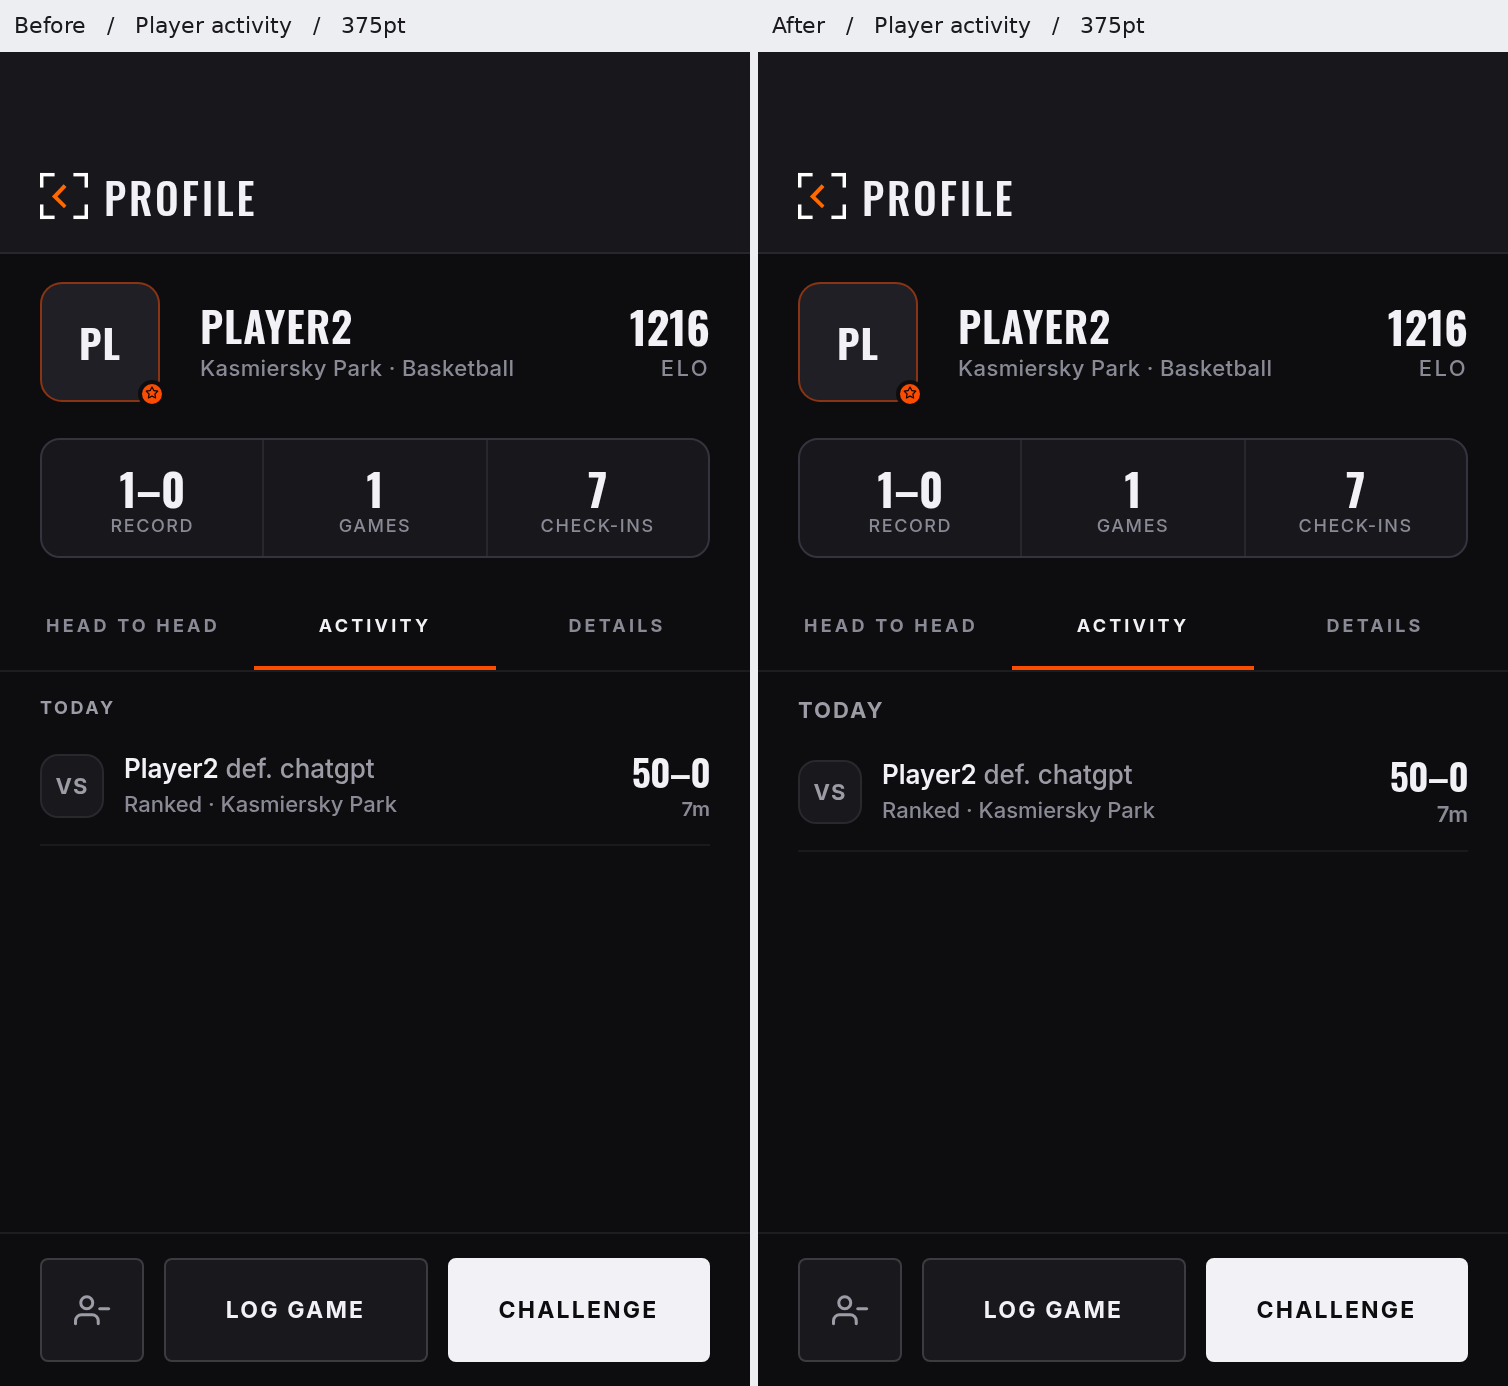 Before / Player activity / 375pt
PROFILE
PL
PLAYER2
Kasmiersky Park · Basketball
1216
ELO
1–0
RECORD
1
GAMES
7
CHECK-INS
HEAD TO HEAD
ACTIVITY
DETAILS
TODAY
VS
Player2 def. chatgpt
Ranked · Kasmiersky Park
50–0
7m
LOG GAME
CHALLENGE
After / Player activity / 375pt
PROFILE
PL
PLAYER2
Kasmiersky Park · Basketball
1216
ELO
1–0
RECORD
1
GAMES
7
CHECK-INS
HEAD TO HEAD
ACTIVITY
DETAILS
TODAY
VS
Player2 def. chatgpt
Ranked · Kasmiersky Park
50–0
7m
LOG GAME
CHALLENGE